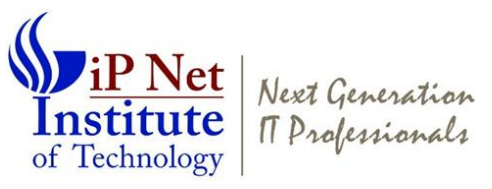 iP Net
Institute
of Technology
Next Generation
IT Professionals